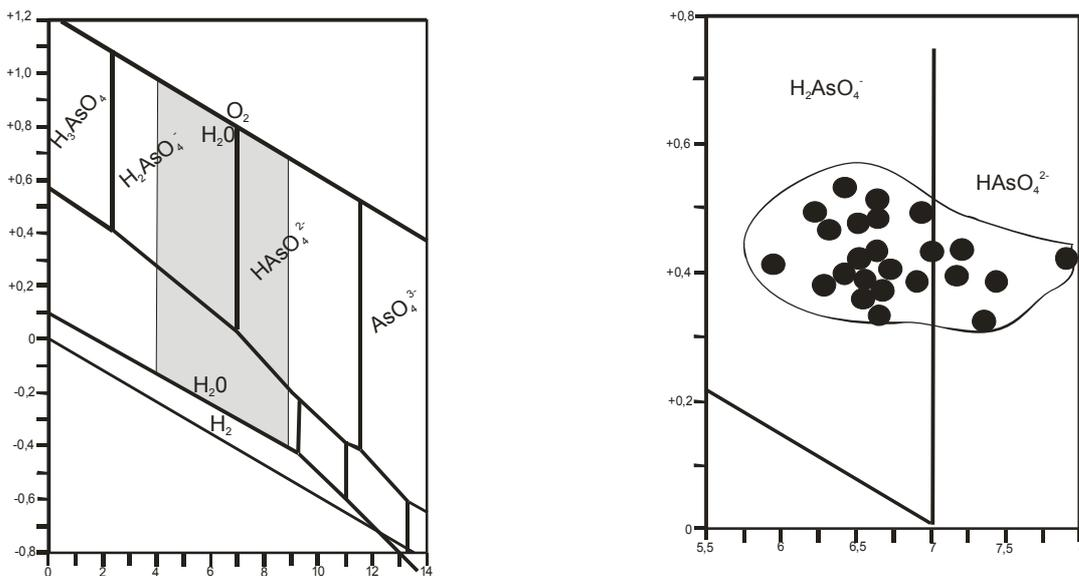 +1,2
+1,0
+0,8
+0,6
+0,4
+0,2
0
-0,2
-0,4
-0,6
-0,8
0
2
4
6
8
10
12
14
H₃AsO₄
H₂AsO₄⁻
O₂
H₂0
HAsO₄²⁻
AsO₄³⁻
H₂0
H₂
+0,8
+0,6
+0,4
+0,2
0
5,5
6
6,5
7
7,5
H₂AsO₄⁻
HAsO₄²⁻